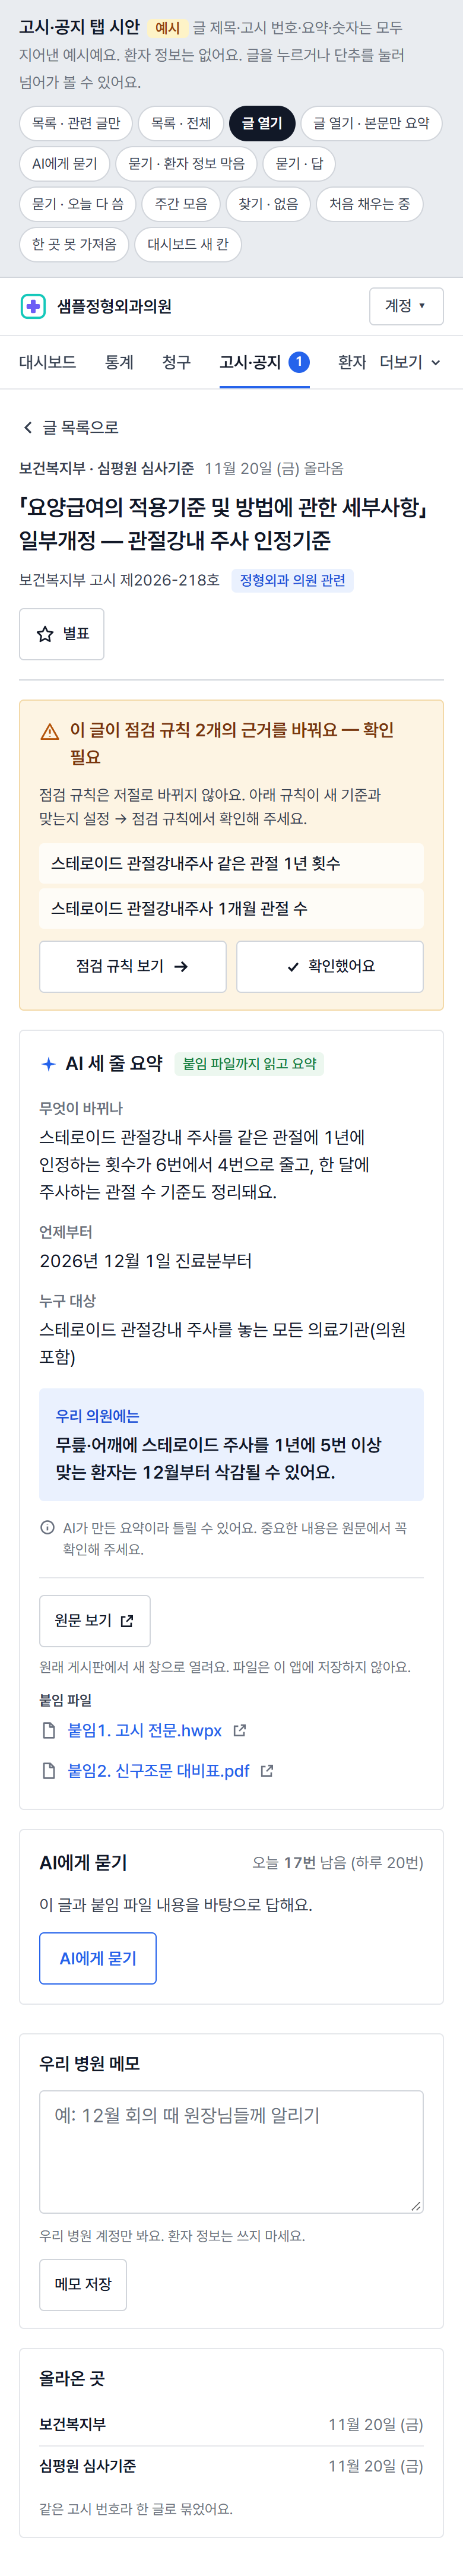 고시·공지 탭 시안 예시 글 제목·고시 번호·요약·숫자는 모두
지어낸 예시예요. 환자 정보는 없어요. 글을 누르거나 단추를 눌러
넘어가 볼 수 있어요.
목록 · 관련 글만 목록 · 전체 글 열기 글 열기 · 본문만 요약
AI에게 묻기 묻기 · 환자 정보 막음 묻기 · 답
묻기 · 오늘 다 씀 주간 모음 찾기 · 없음 처음 채우는 중
한 곳 못 가져옴 대시보드 새 칸
샘플정형외과의원 계정 ▼
대시보드 통계 청구 고시·공지 1 환자 더보기
글 목록으로
보건복지부 · 심평원 심사기준 11월 20일 (금) 올라옴
「요양급여의 적용기준 및 방법에 관한 세부사항」
일부개정 — 관절강내 주사 인정기준
보건복지부 고시 제2026-218호 정형외과 의원 관련
별표
이 글이 점검 규칙 2개의 근거를 바꿔요 — 확인
필요
점검 규칙은 저절로 바뀌지 않아요. 아래 규칙이 새 기준과
맞는지 설정 → 점검 규칙에서 확인해 주세요.
스테로이드 관절강내주사 같은 관절 1년 횟수
스테로이드 관절강내주사 1개월 관절 수
점검 규칙 보기 → ✓ 확인했어요
AI 세 줄 요약 붙임 파일까지 읽고 요약
무엇이 바뀌나
스테로이드 관절강내 주사를 같은 관절에 1년에
인정하는 횟수가 6번에서 4번으로 줄고, 한 달에
주사하는 관절 수 기준도 정리돼요.
언제부터
2026년 12월 1일 진료분부터
누구 대상
스테로이드 관절강내 주사를 놓는 모든 의료기관(의원
포함)
우리 의원에는
무릎·어깨에 스테로이드 주사를 1년에 5번 이상
맞는 환자는 12월부터 삭감될 수 있어요.
AI가 만든 요약이라 틀릴 수 있어요. 중요한 내용은 원문에서 꼭
확인해 주세요.
원문 보기
원래 게시판에서 새 창으로 열려요. 파일은 이 앱에 저장하지 않아요.
붙임 파일
붙임1. 고시 전문.hwpx
붙임2. 신구조문 대비표.pdf
AI에게 묻기 오늘 17번 남음 (하루 20번)
이 글과 붙임 파일 내용을 바탕으로 답해요.
AI에게 묻기
우리 병원 메모
예: 12월 회의 때 원장님들께 알리기
우리 병원 계정만 봐요. 환자 정보는 쓰지 마세요.
메모 저장
올라온 곳
보건복지부 11월 20일 (금)
심평원 심사기준 11월 20일 (금)
같은 고시 번호라 한 글로 묶었어요.